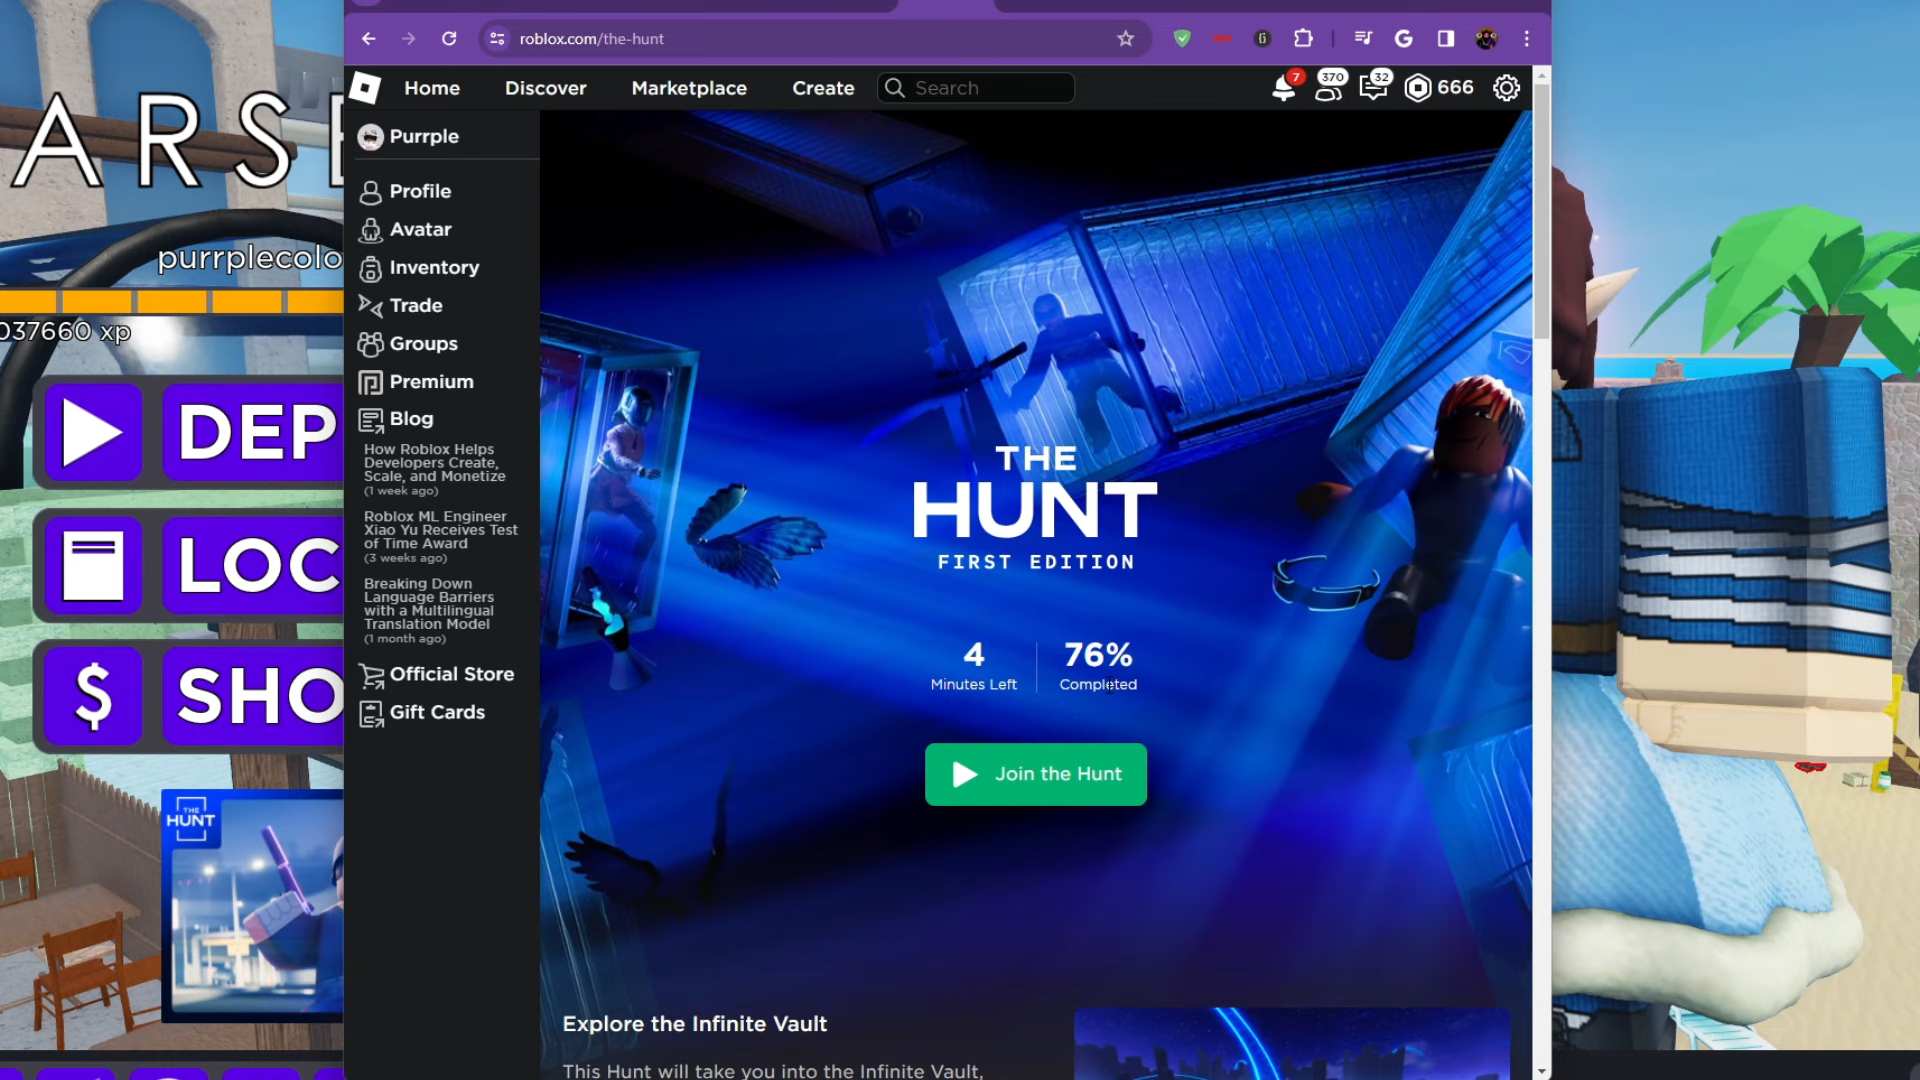 roblox.com/the-hunt
Home
Discover
Marketplace
Create
Search
7
370
32
666
Purrple
Profile
Avatar
Inventory
Trade
Groups
Premium
Blog
How Roblox Helps
Developers Create,
Scale, and Monetize
(1 week ago)
Roblox ML Engineer
Xiao Yu Receives Test
of Time Award
(3 weeks ago)
Breaking Down
Language Barriers
with a Multilingual
Translation Model
(1 month ago)
Official Store
Gift Cards
THE
HUNT
FIRST EDITION
4
Minutes Left
76%
Completed
Join the Hunt
Explore the Infinite Vault
This Hunt will take you into the Infinite Vault,
ARSE
purrplecolo
037660 xp
DEP
LOC
$
SHO
THE
HUNT